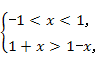 −1 < x < 1,
1 + x > 1−x,